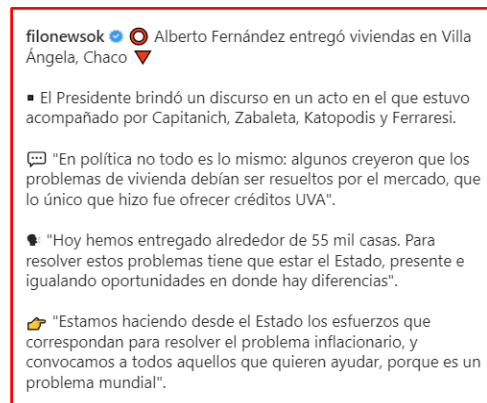 filonewsok ⭕ Alberto Fernández entregó viviendas en Villa
Ángela, Chaco 🔻
▪ El Presidente brindó un discurso en un acto en el que estuvo
acompañado por Capitanich, Zabaleta, Katopodis y Ferraresi.
💬 "En política no todo es lo mismo: algunos creyeron que los
problemas de vivienda debían ser resueltos por el mercado, que
lo único que hizo fue ofrecer créditos UVA".
🗣 "Hoy hemos entregado alrededor de 55 mil casas. Para
resolver estos problemas tiene que estar el Estado, presente e
igualando oportunidades en donde hay diferencias".
👉 "Estamos haciendo desde el Estado los esfuerzos que
correspondan para resolver el problema inflacionario, y
convocamos a todos aquellos que quieren ayudar, porque es un
problema mundial".